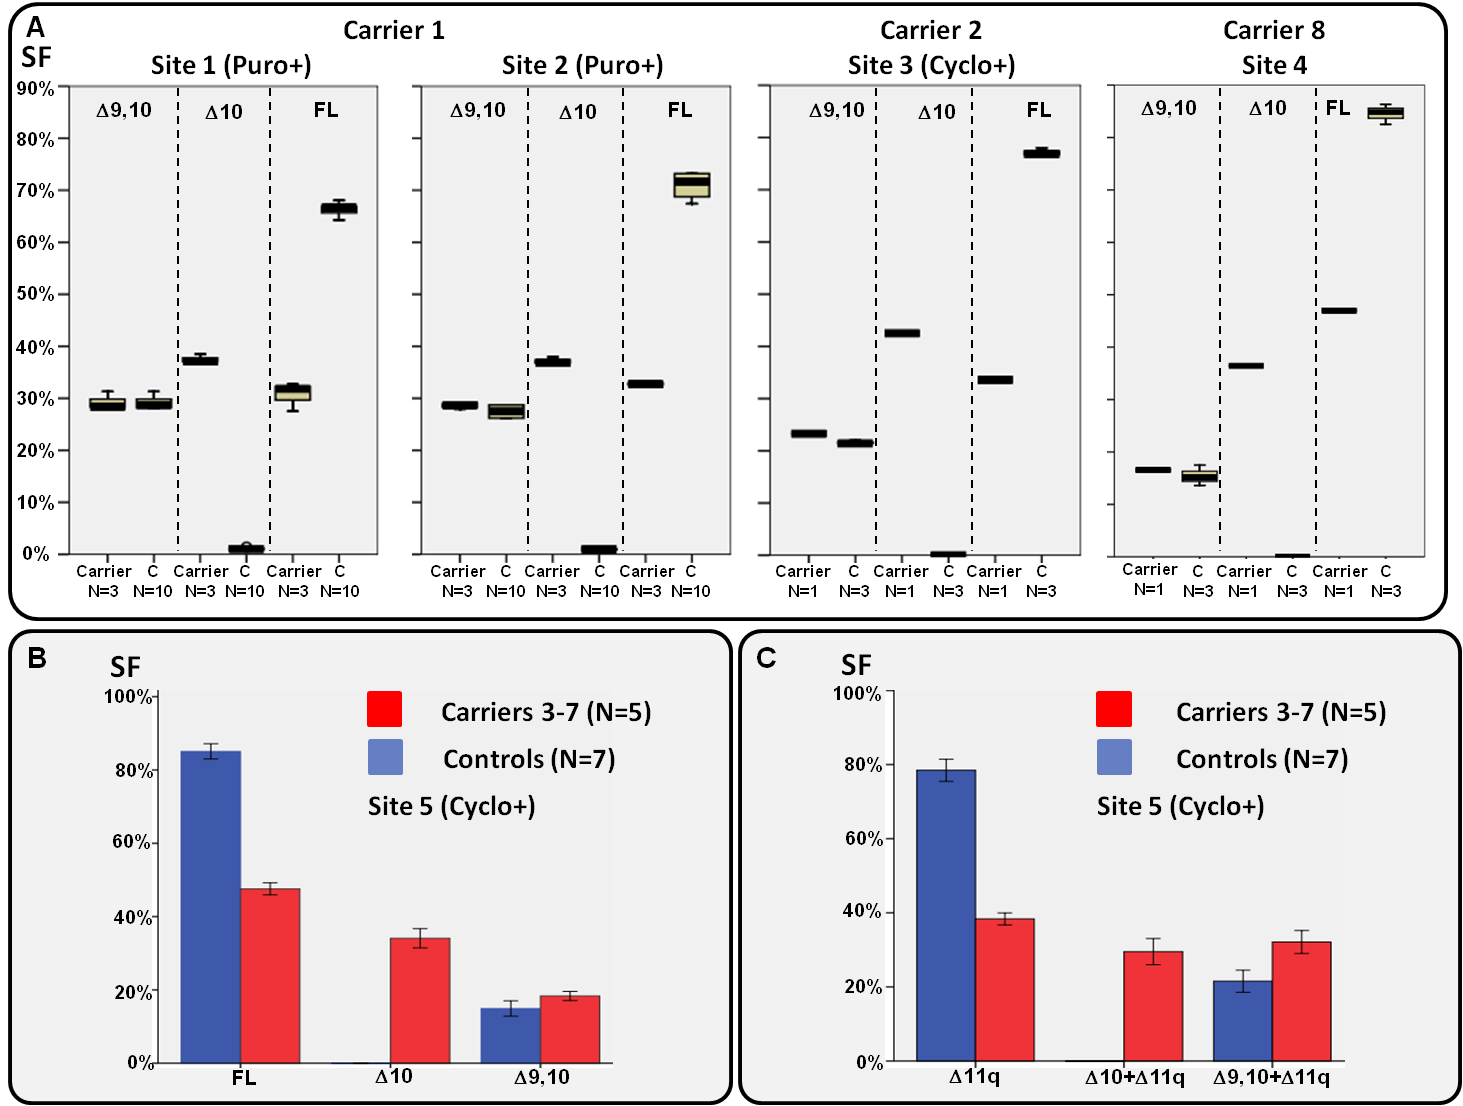 A
SF
Carrier 1
Carrier 2
Carrier 8
Site 1 (Puro+)
Site 2 (Puro+)
Site 3 (Cyclo+)
Site 4
90%
80%
70%
60%
50%
40%
30%
20%
10%
0%
Δ9,10 Δ10 FL
Δ9,10 Δ10 FL
Δ9,10 Δ10 FL
Δ9,10 Δ10 FL
Carrier C Carrier C Carrier C
N=3 N=10 N=3 N=10 N=3 N=10
Carrier C Carrier C Carrier C
N=3 N=10 N=3 N=10 N=3 N=10
Carrier C Carrier C Carrier C
N=1 N=3 N=1 N=3 N=1 N=3
Carrier C Carrier C Carrier C
N=1 N=3 N=1 N=3 N=1 N=3
B
SF
100%
80%
60%
40%
20%
0%
Carriers 3-7 (N=5)
Controls (N=7)
Site 5 (Cyclo+)
FL Δ10 Δ9,10
C
SF
100%
80%
60%
40%
20%
0%
Carriers 3-7 (N=5)
Controls (N=7)
Site 5 (Cyclo+)
Δ11q Δ10+Δ11q Δ9,10+Δ11q